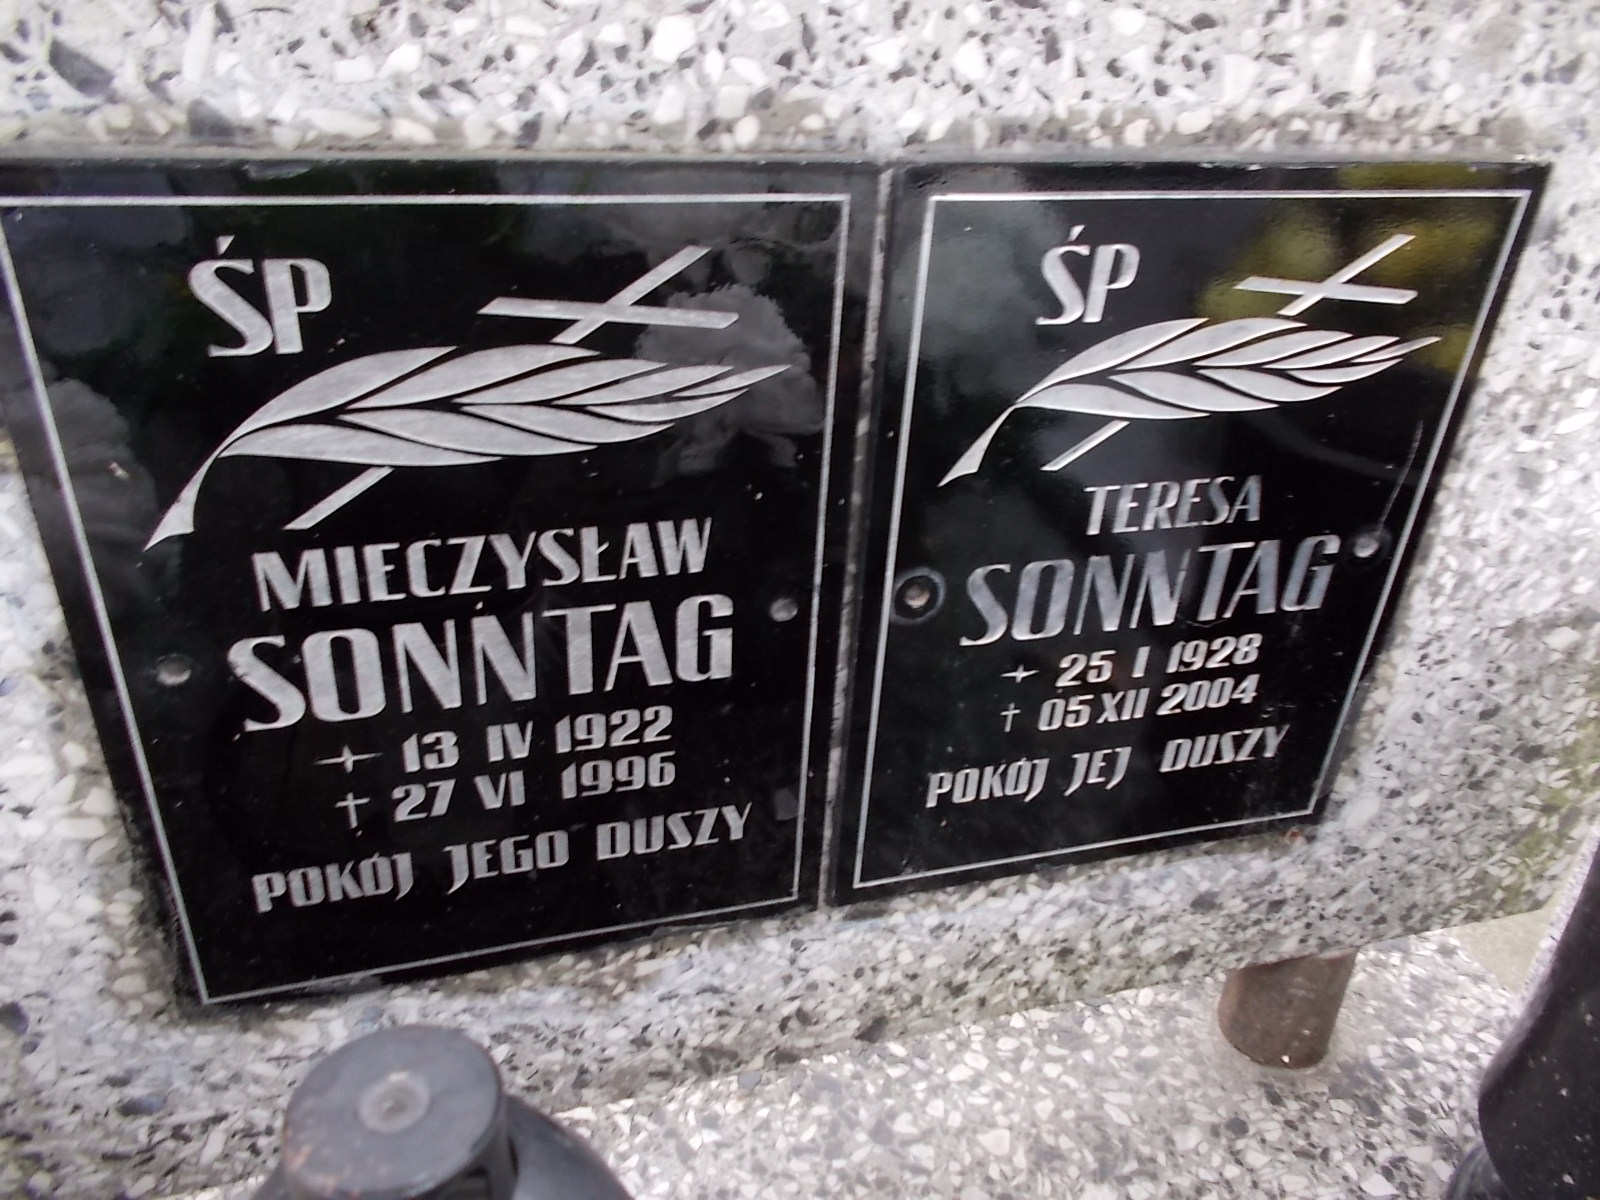 ŚP
MIECZYSŁAW
SONNTAG
13 IV 1922
† 27 VI 1996
POKÓJ JEGO DUSZY
ŚP
TERESA
SONNTAG
25 I 1928
† 05 XII 2004
POKÓJ JEJ DUSZY